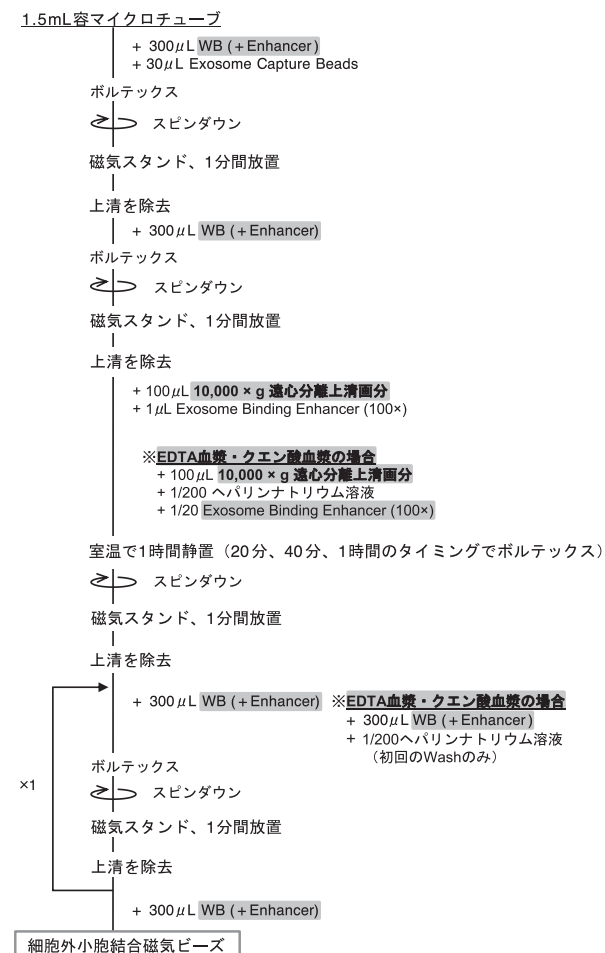 1.5mL容マイクロチューブ
+ 300μL WB (+Enhancer)
+ 30μL Exosome Capture Beads
ボルテックス
スピンダウン
磁気スタンド、1分間放置
上清を除去
+ 300μL WB (+Enhancer)
ボルテックス
スピンダウン
磁気スタンド、1分間放置
上清を除去
+ 100μL 10,000 × g 遠心分離上清画分
+ 1μL Exosome Binding Enhancer (100×)
※EDTA血漿・クエン酸血漿の場合
+ 100μL 10,000 × g 遠心分離上清画分
+ 1/200 ヘパリンナトリウム溶液
+ 1/20 Exosome Binding Enhancer (100×)
室温で1時間静置（20分、40分、1時間のタイミングでボルテックス）
スピンダウン
磁気スタンド、1分間放置
上清を除去
+ 300μL WB (+Enhancer) ※EDTA血漿・クエン酸血漿の場合
+ 300μL WB (+Enhancer)
+ 1/200ヘパリンナトリウム溶液
（初回のWashのみ）
ボルテックス
×1
スピンダウン
磁気スタンド、1分間放置
上清を除去
+ 300μL WB (+Enhancer)
細胞外小胞結合磁気ビーズ